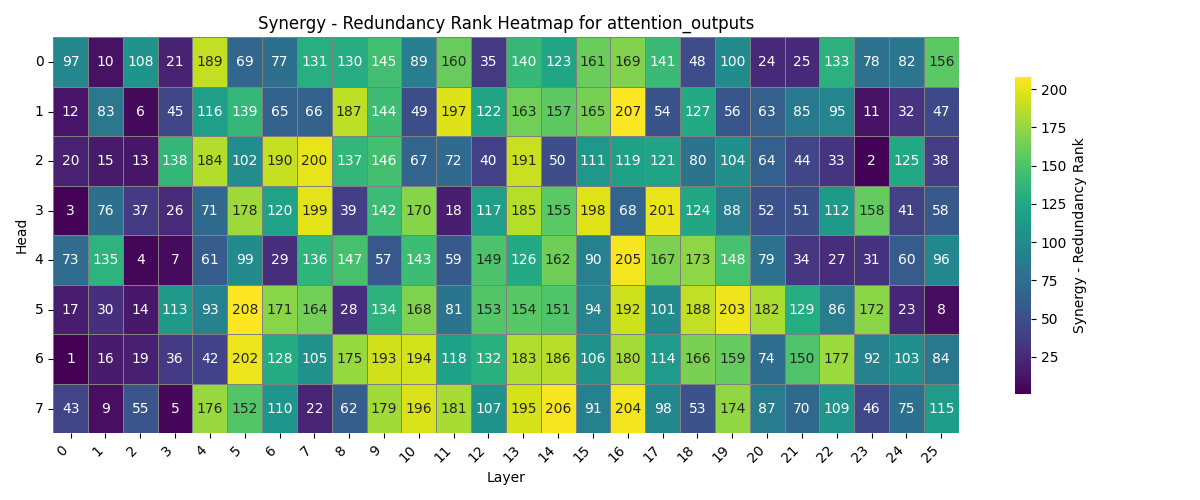 Synergy - Redundancy Rank Heatmap for attention_outputs
Head
0 97 10 108 21 189 69 77 131 130 145 89 160 35 140 123 161 169 141 48 100 24 25 133 78 82 156
1 12 83 6 45 116 139 65 66 187 144 49 197 122 163 157 165 207 54 127 56 63 85 95 11 32 47
2 20 15 13 138 184 102 190 200 137 146 67 72 40 191 50 111 119 121 80 104 64 44 33 2 125 38
3 3 76 37 26 71 178 120 199 39 142 170 18 117 185 155 198 68 201 124 88 52 51 112 158 41 58
4 73 135 4 7 61 99 29 136 147 57 143 59 149 126 162 90 205 167 173 148 79 34 27 31 60 96
5 17 30 14 113 93 208 171 164 28 134 168 81 153 154 151 94 192 101 188 203 182 129 86 172 23 8
6 1 16 19 36 42 202 128 105 175 193 194 118 132 183 186 106 180 114 166 159 74 150 177 92 103 84
7 43 9 55 5 176 152 110 22 62 179 196 181 107 195 206 91 204 98 53 174 87 70 109 46 75 115
0 1 2 3 4 5 6 7 8 9 10 11 12 13 14 15 16 17 18 19 20 21 22 23 24 25
Layer
200
175
150
125
100
75
50
25
Synergy - Redundancy Rank